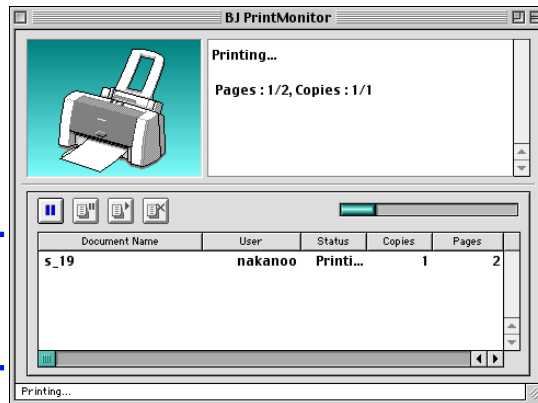 BJ PrintMonitor
Printing...
Pages : 1/2, Copies : 1/1
Document Name User Status Copies Pages
s_19 nakanoo Printi... 1 2
Printing...